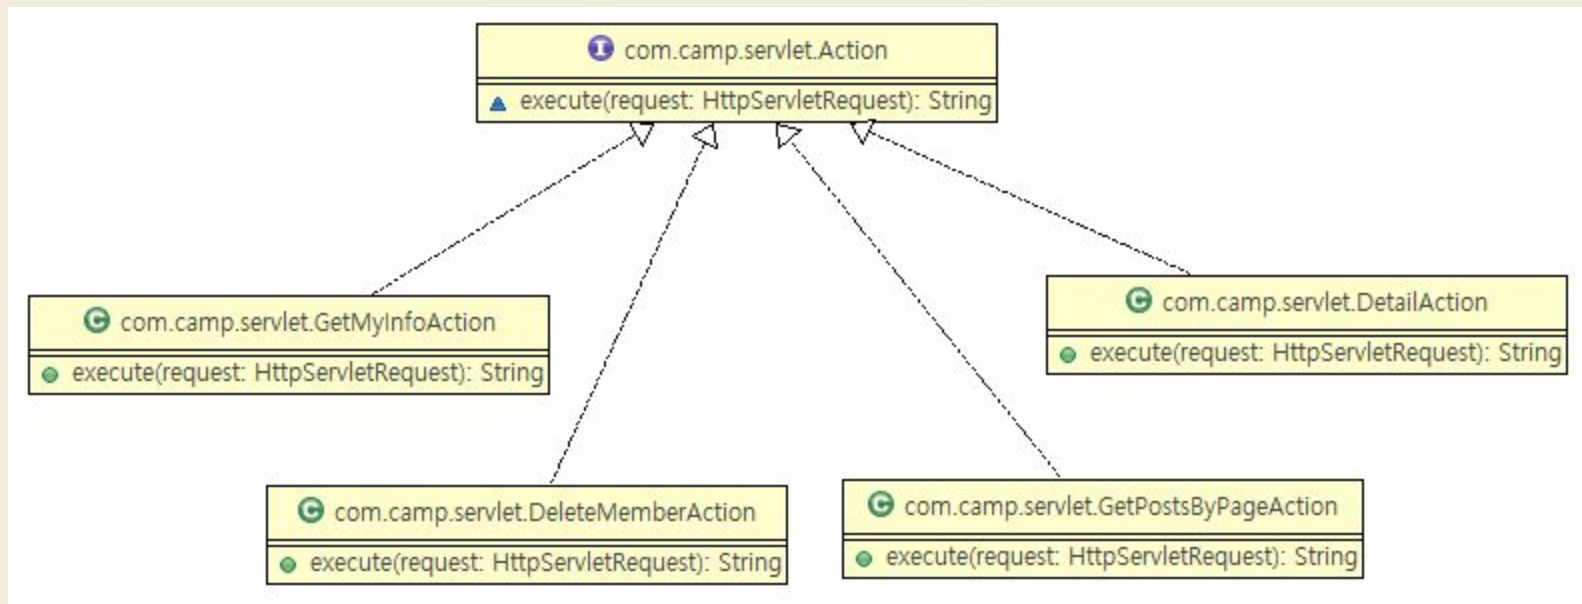 I com.camp.servlet.Action
execute(request: HttpServletRequest): String
C com.camp.servlet.GetMyInfoAction
execute(request: HttpServletRequest): String
C com.camp.servlet.DetailAction
execute(request: HttpServletRequest): String
C com.camp.servlet.DeleteMemberAction
execute(request: HttpServletRequest): String
C com.camp.servlet.GetPostsByPageAction
execute(request: HttpServletRequest): String